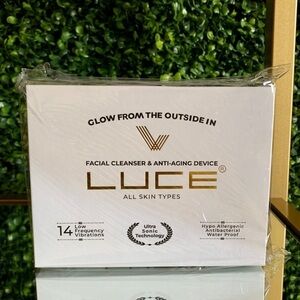 GLOW FROM THE OUTSIDE IN
FACIAL CLEANSER & ANTI-AGING DEVICE
LUCE®
ALL SKIN TYPES
14 Low
Frequency
Vibrations
Ultra
Sonic
Technology
Hypo Allergenic
Antibacterial
Water Proof